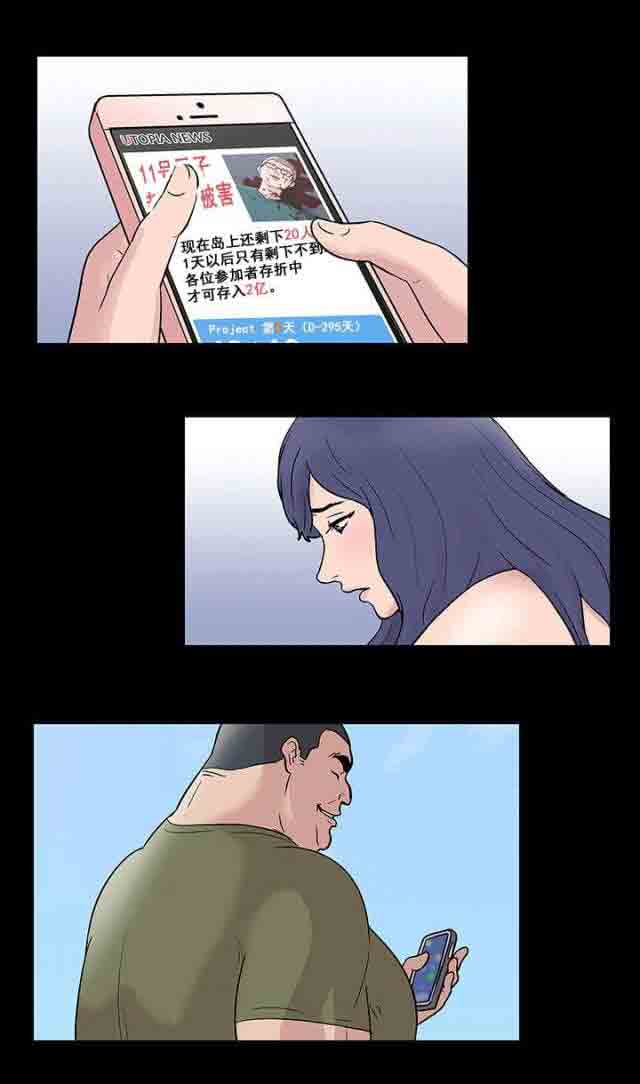 UTOPIA NEWS
11号
被害
现在岛上还剩下20人
1天以后只有剩下不到
各位参加者存折中
才可存入2亿。
Project 第 天 (D-295天)